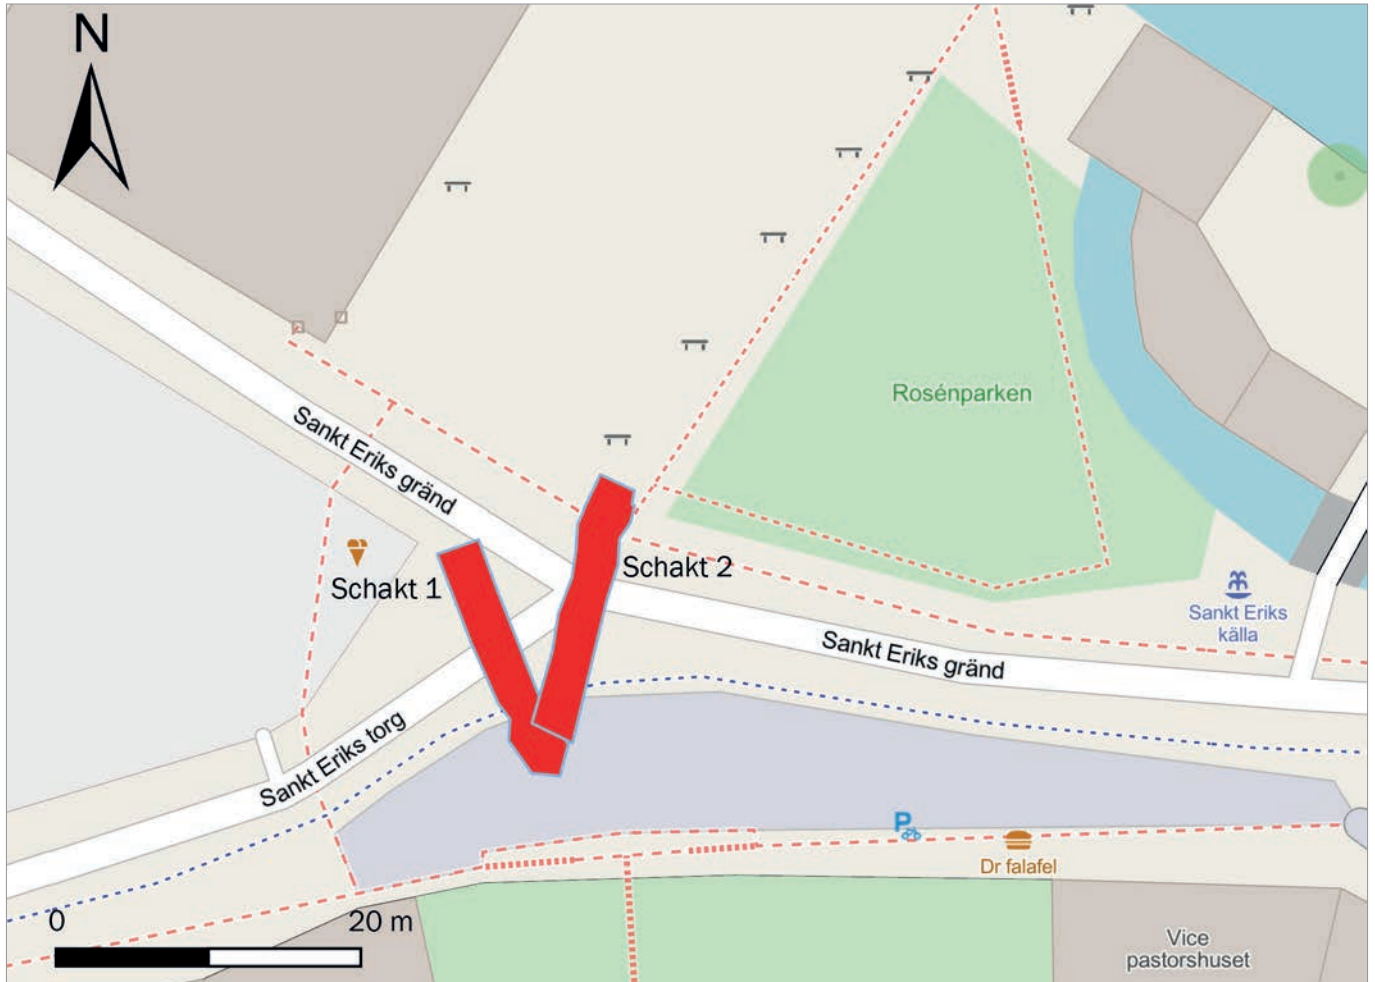 N
Rosénparken
Sankt Eriks gränd
Schakt 1
Schakt 2
Sankt Eriks
källa
Sankt Eriks gränd
Sankt Eriks torg
P
Dr falafel
0 20 m
Vice
pastorshuset